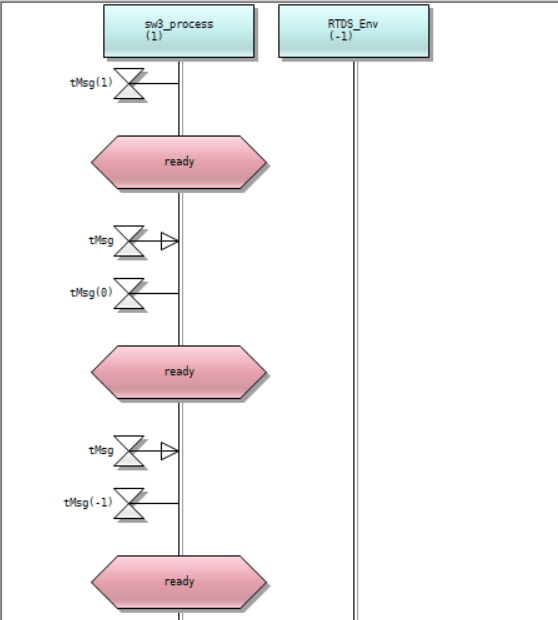 sw3_process
(1)
RTDS_Env
(-1)
tMsg(1)
ready
tMsg
tMsg(0)
ready
tMsg
tMsg(-1)
ready